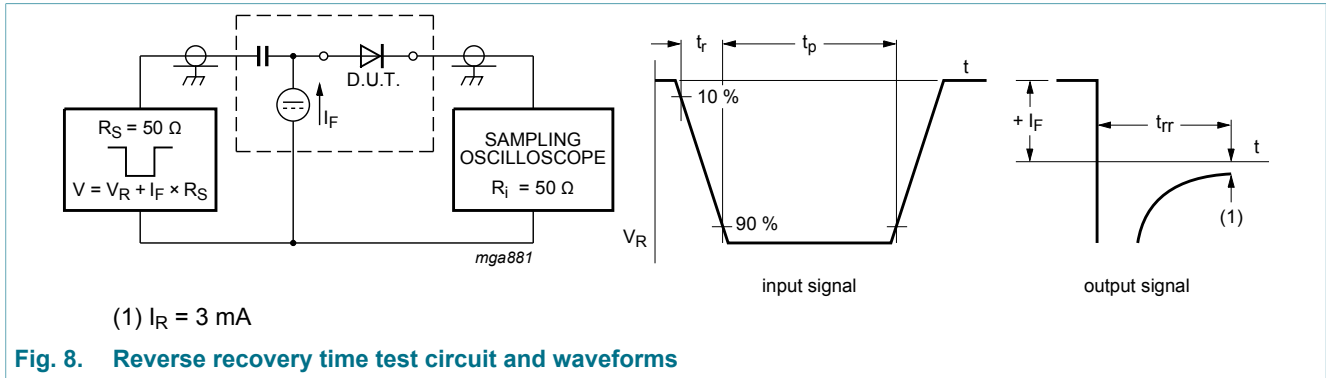 D.U.T.
I_F
R_S = 50 Ω
V = V_R + I_F × R_S
SAMPLING
OSCILLOSCOPE
R_i = 50 Ω
mga881
t_r
t_p
t
10 %
90 %
V_R
input signal
+ I_F
t_rr
t
(1)
output signal
(1) I_R = 3 mA
Fig. 8. Reverse recovery time test circuit and waveforms